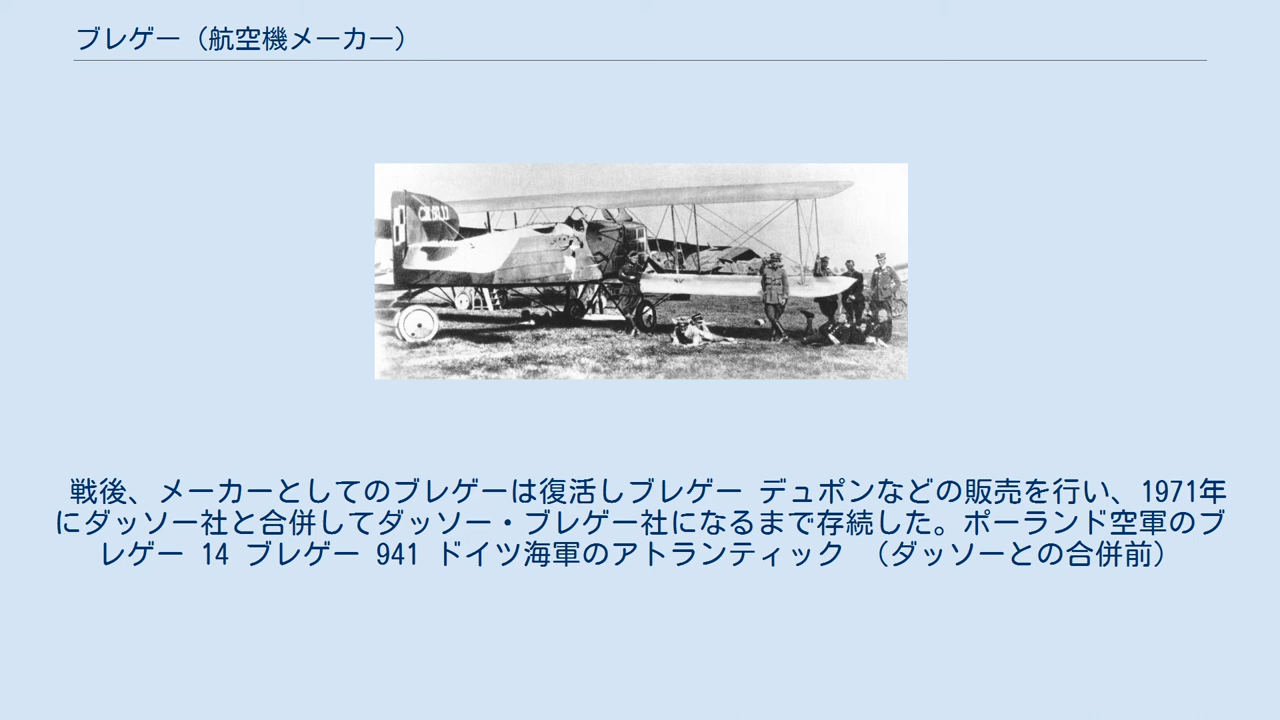 ブレゲー（航空機メーカー）
戦後、メーカーとしてのブレゲーは復活しブレゲー デュポンなどの販売を行い、1971年
にダッソー社と合併してダッソー・ブレゲー社になるまで存続した。ポーランド空軍のブ
レゲー 14 ブレゲー 941 ドイツ海軍のアトランティック （ダッソーとの合併前）